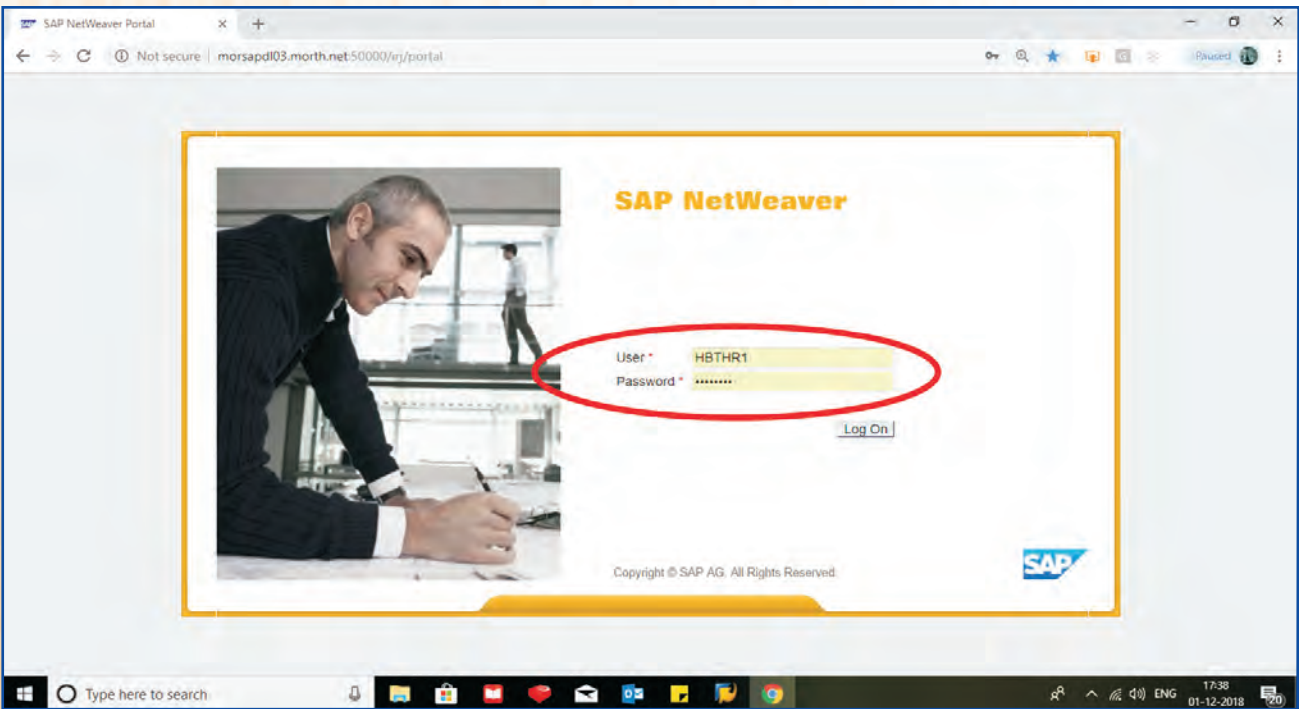 SAP NetWeaver Portal
Not secure | morsapdl03.morth.net:50000/irj/portal
Paused
SAP NetWeaver
User * HBTHR1
Password * ••••••••
Log On
Copyright © SAP AG. All Rights Reserved.
SAP
Type here to search
ENG
17:38
01-12-2018
20